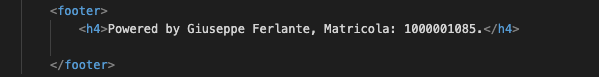 <footer>
<h4>Powered by Giuseppe Ferlante, Matricola: 1000001085.</h4>
</footer>